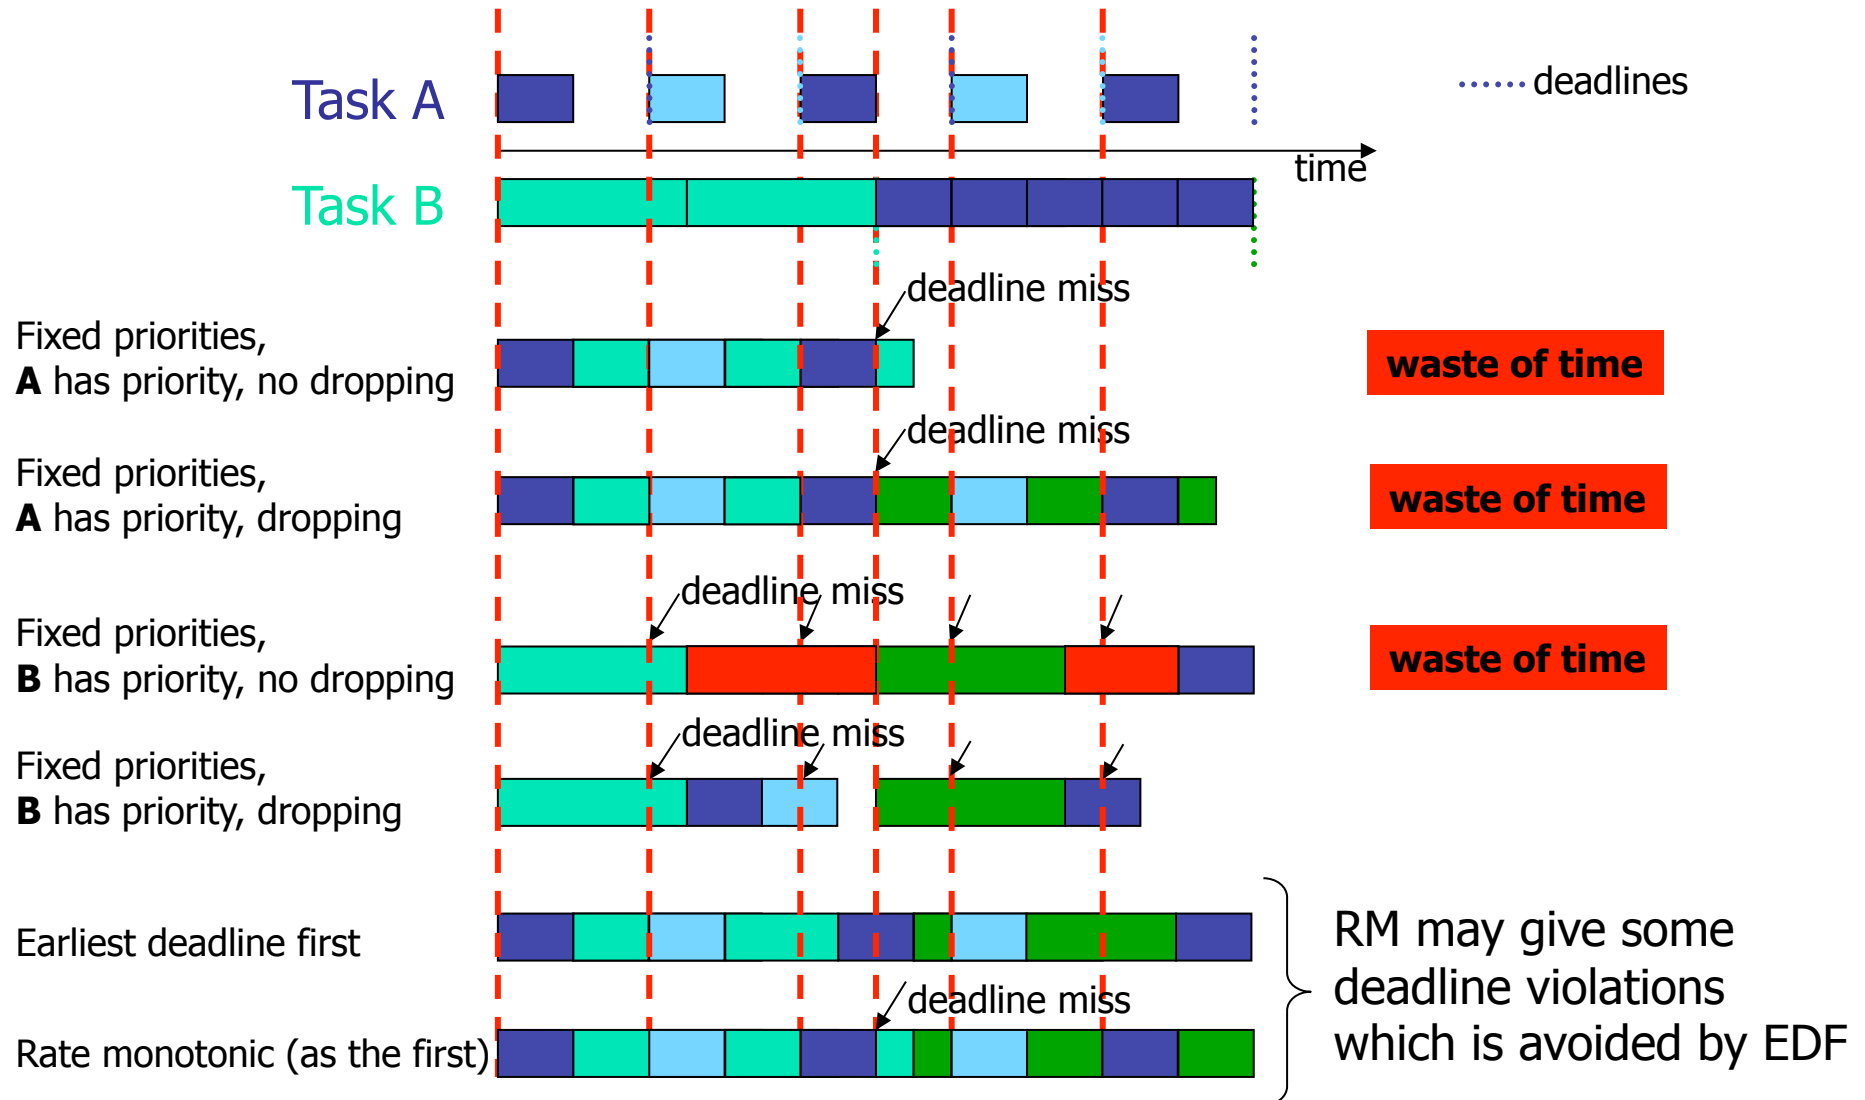 Task A
deadlines
time
Task B
deadline miss
Fixed priorities,
A has priority, no dropping
waste of time
deadline miss
Fixed priorities,
A has priority, dropping
waste of time
deadline miss
Fixed priorities,
B has priority, no dropping
waste of time
deadline miss
Fixed priorities,
B has priority, dropping
Earliest deadline first
RM may give some
deadline violations
which is avoided by EDF
deadline miss
Rate monotonic (as the first)